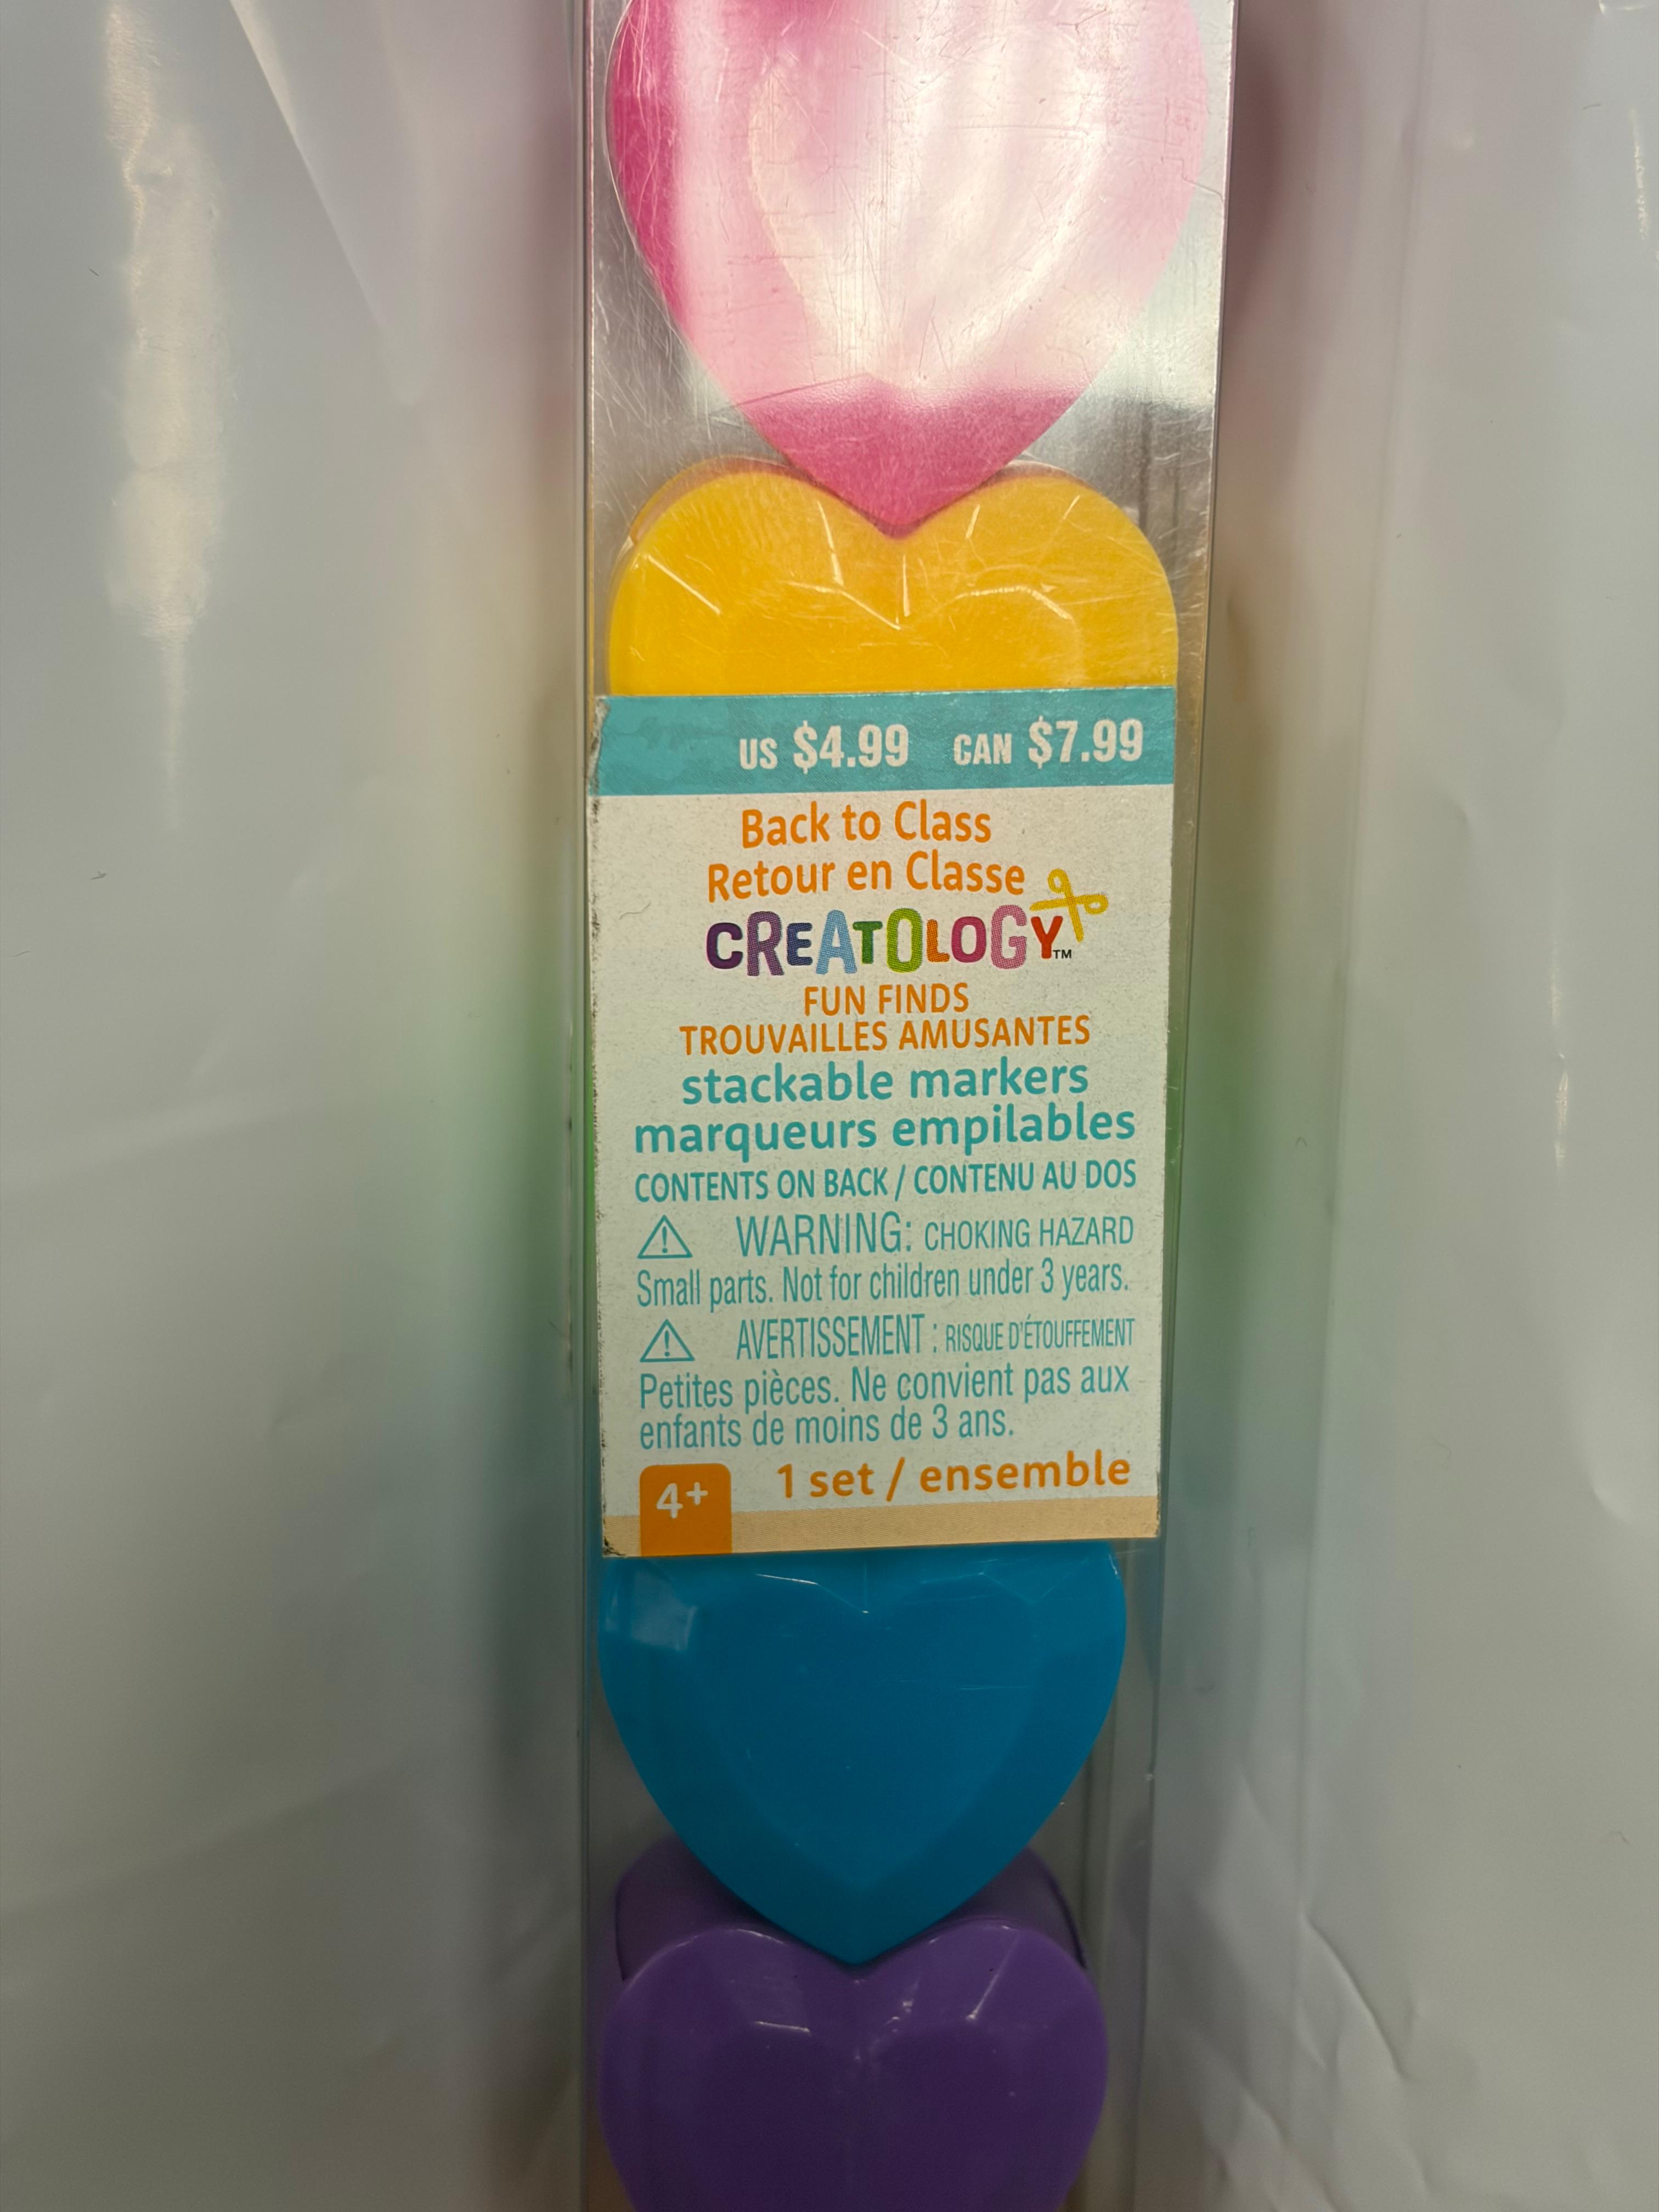 US $4.99 CAN $7.99
Back to Class
Retour en Classe
CREATOLOGY™
FUN FINDS
TROUVAILLES AMUSANTES
stackable markers
marqueurs empilables
CONTENTS ON BACK / CONTENU AU DOS
⚠ WARNING: CHOKING HAZARD
Small parts. Not for children under 3 years.
⚠ AVERTISSEMENT : RISQUE D'ÉTOUFFEMENT
Petites pièces. Ne convient pas aux
enfants de moins de 3 ans.
4+ 1 set / ensemble